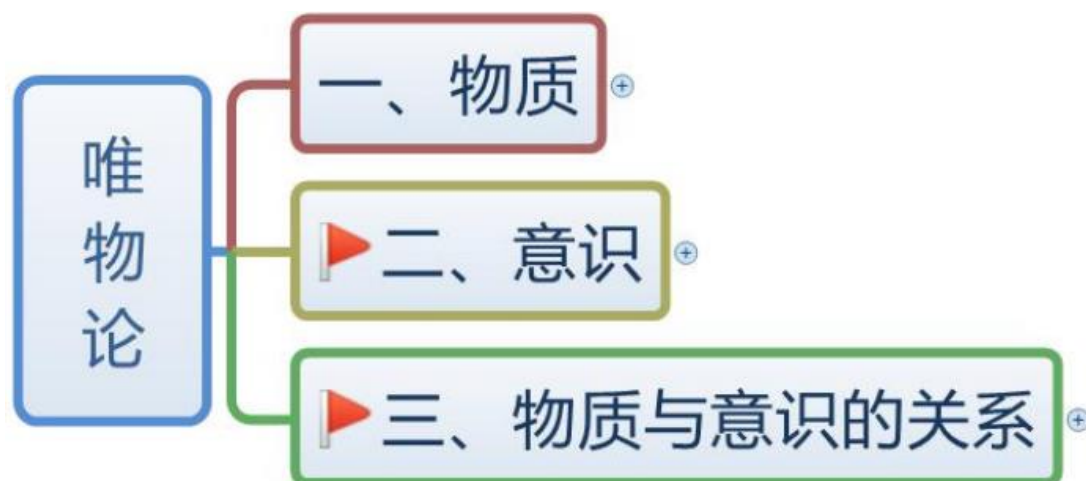 唯
物
论
一、物质
二、意识
三、物质与意识的关系